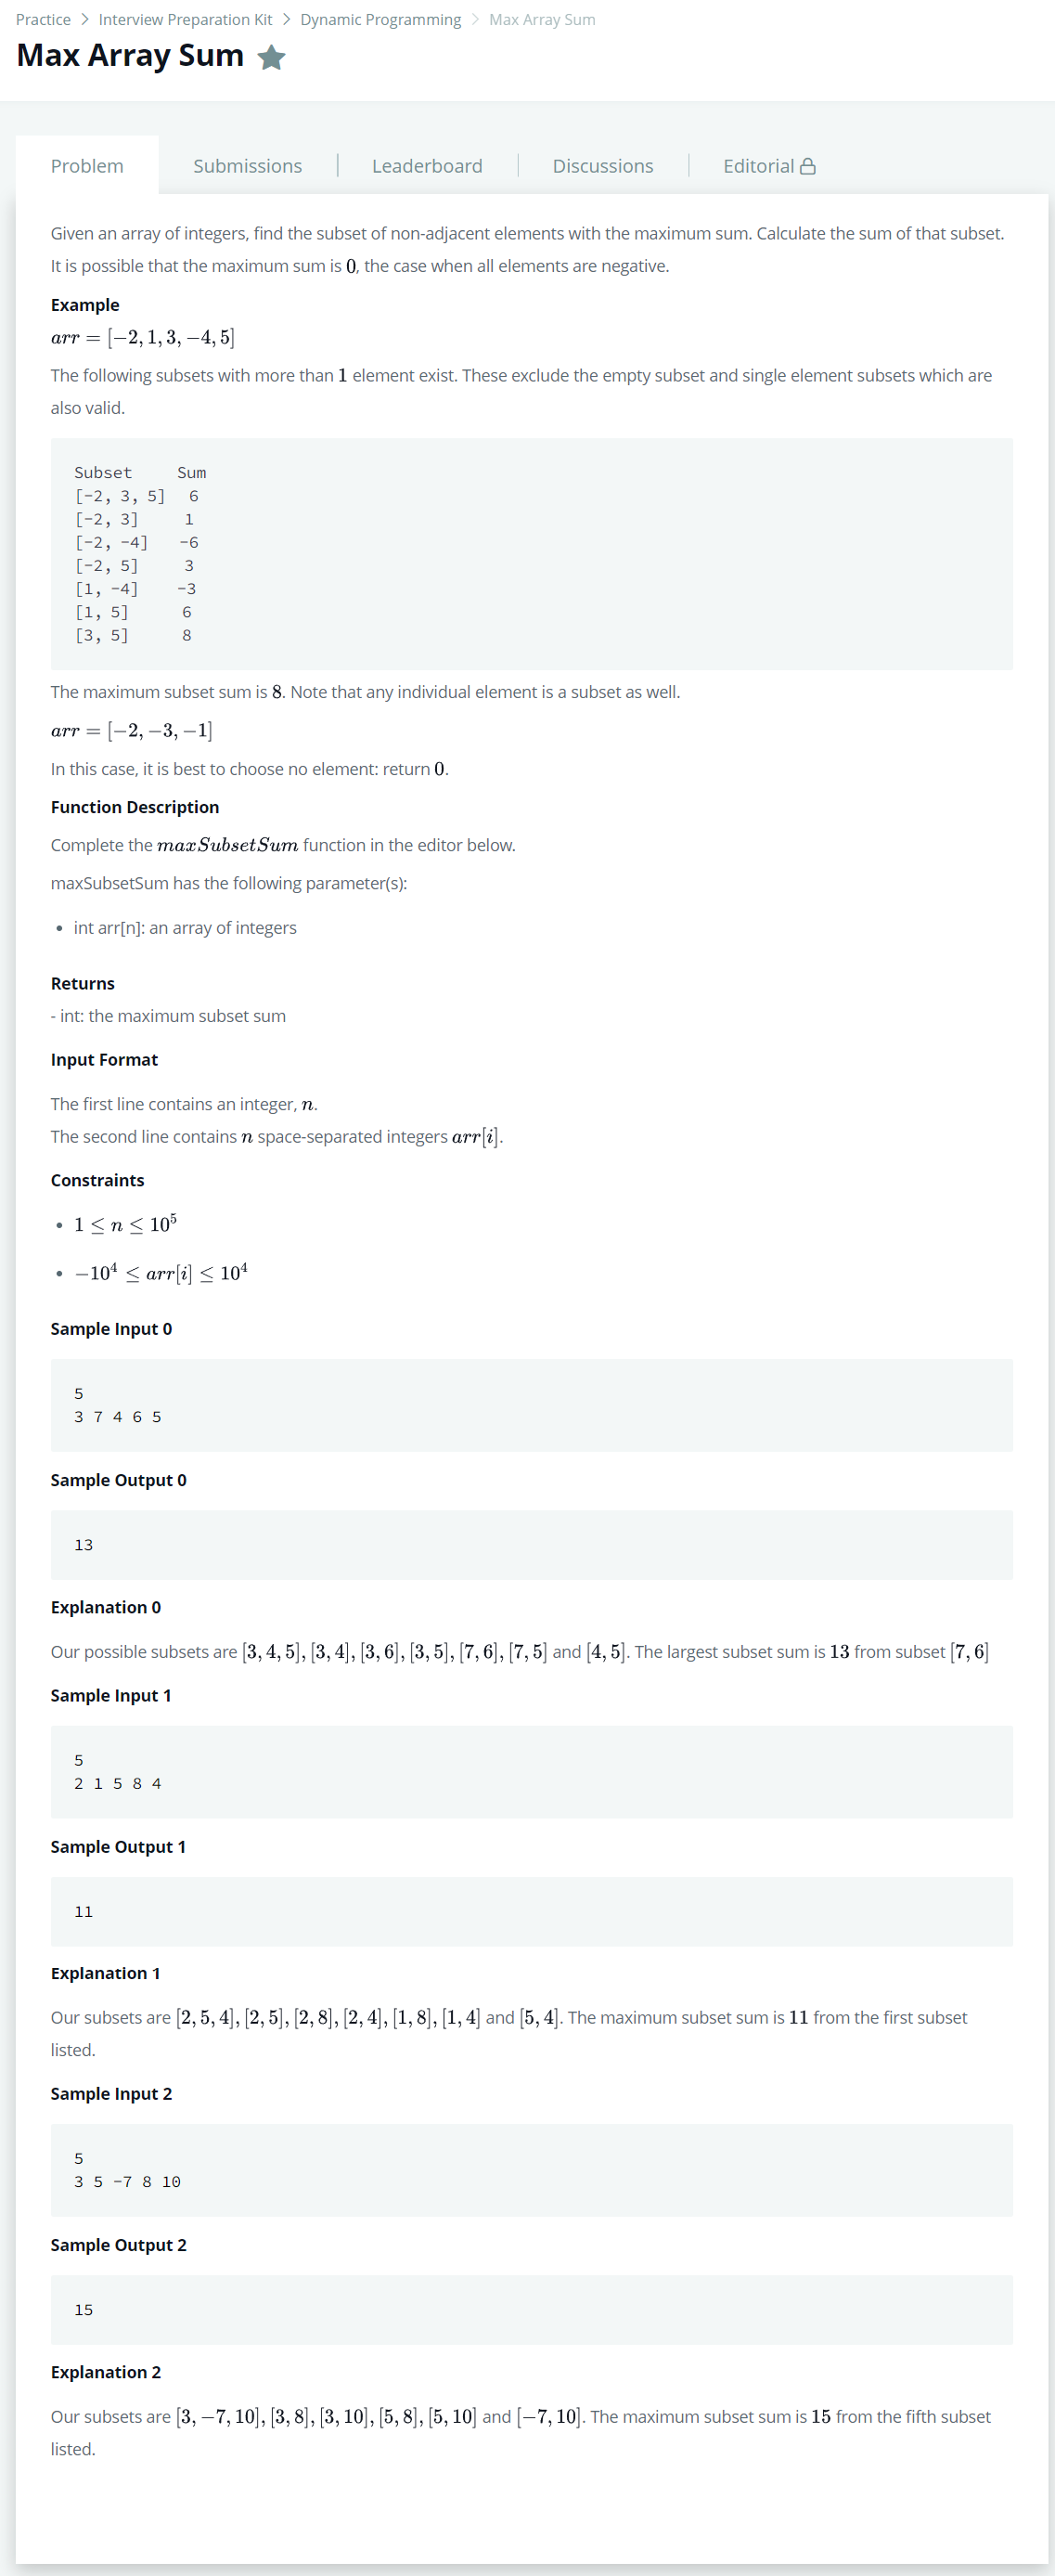 Practice > Interview Preparation Kit > Dynamic Programming > Max Array Sum
Max Array Sum
Problem Submissions | Leaderboard | Discussions | Editorial
Given an array of integers, find the subset of non-adjacent elements with the maximum sum. Calculate the sum of that subset.
It is possible that the maximum sum is 0, the case when all elements are negative.
Example
arr = [−2, 1, 3, −4, 5]
The following subsets with more than 1 element exist. These exclude the empty subset and single element subsets which are
also valid.
Subset Sum
[-2, 3, 5] 6
[-2, 3] 1
[-2, -4] -6
[-2, 5] 3
[1, -4] -3
[1, 5] 6
[3, 5] 8
The maximum subset sum is 8. Note that any individual element is a subset as well.
arr = [−2, −3, −1]
In this case, it is best to choose no element: return 0.
Function Description
Complete the maxSubsetSum function in the editor below.
maxSubsetSum has the following parameter(s):
• int arr[n]: an array of integers
Returns
- int: the maximum subset sum
Input Format
The first line contains an integer, n.
The second line contains n space-separated integers arr[i].
Constraints
• 1 ≤ n ≤ 10⁵
• −10⁴ ≤ arr[i] ≤ 10⁴
Sample Input 0
5
3 7 4 6 5
Sample Output 0
13
Explanation 0
Our possible subsets are [3, 4, 5], [3, 4], [3, 6], [3, 5], [7, 6], [7, 5] and [4, 5]. The largest subset sum is 13 from subset [7, 6]
Sample Input 1
5
2 1 5 8 4
Sample Output 1
11
Explanation 1
Our subsets are [2, 5, 4], [2, 5], [2, 8], [2, 4], [1, 8], [1, 4] and [5, 4]. The maximum subset sum is 11 from the first subset
listed.
Sample Input 2
5
3 5 -7 8 10
Sample Output 2
15
Explanation 2
Our subsets are [3, −7, 10], [3, 8], [3, 10], [5, 8], [5, 10] and [−7, 10]. The maximum subset sum is 15 from the fifth subset
listed.